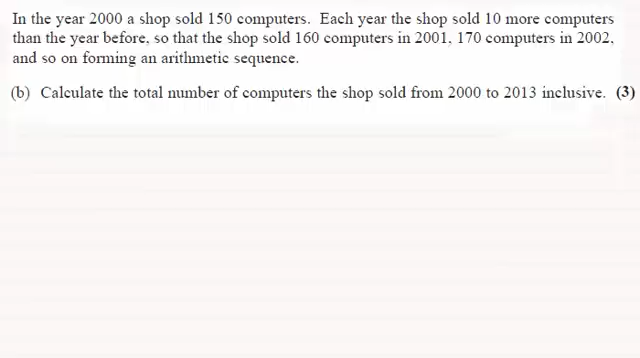 In the year 2000 a shop sold 150 computers. Each year the shop sold 10 more computers
than the year before, so that the shop sold 160 computers in 2001, 170 computers in 2002,
and so on forming an arithmetic sequence.
(b) Calculate the total number of computers the shop sold from 2000 to 2013 inclusive. (3)